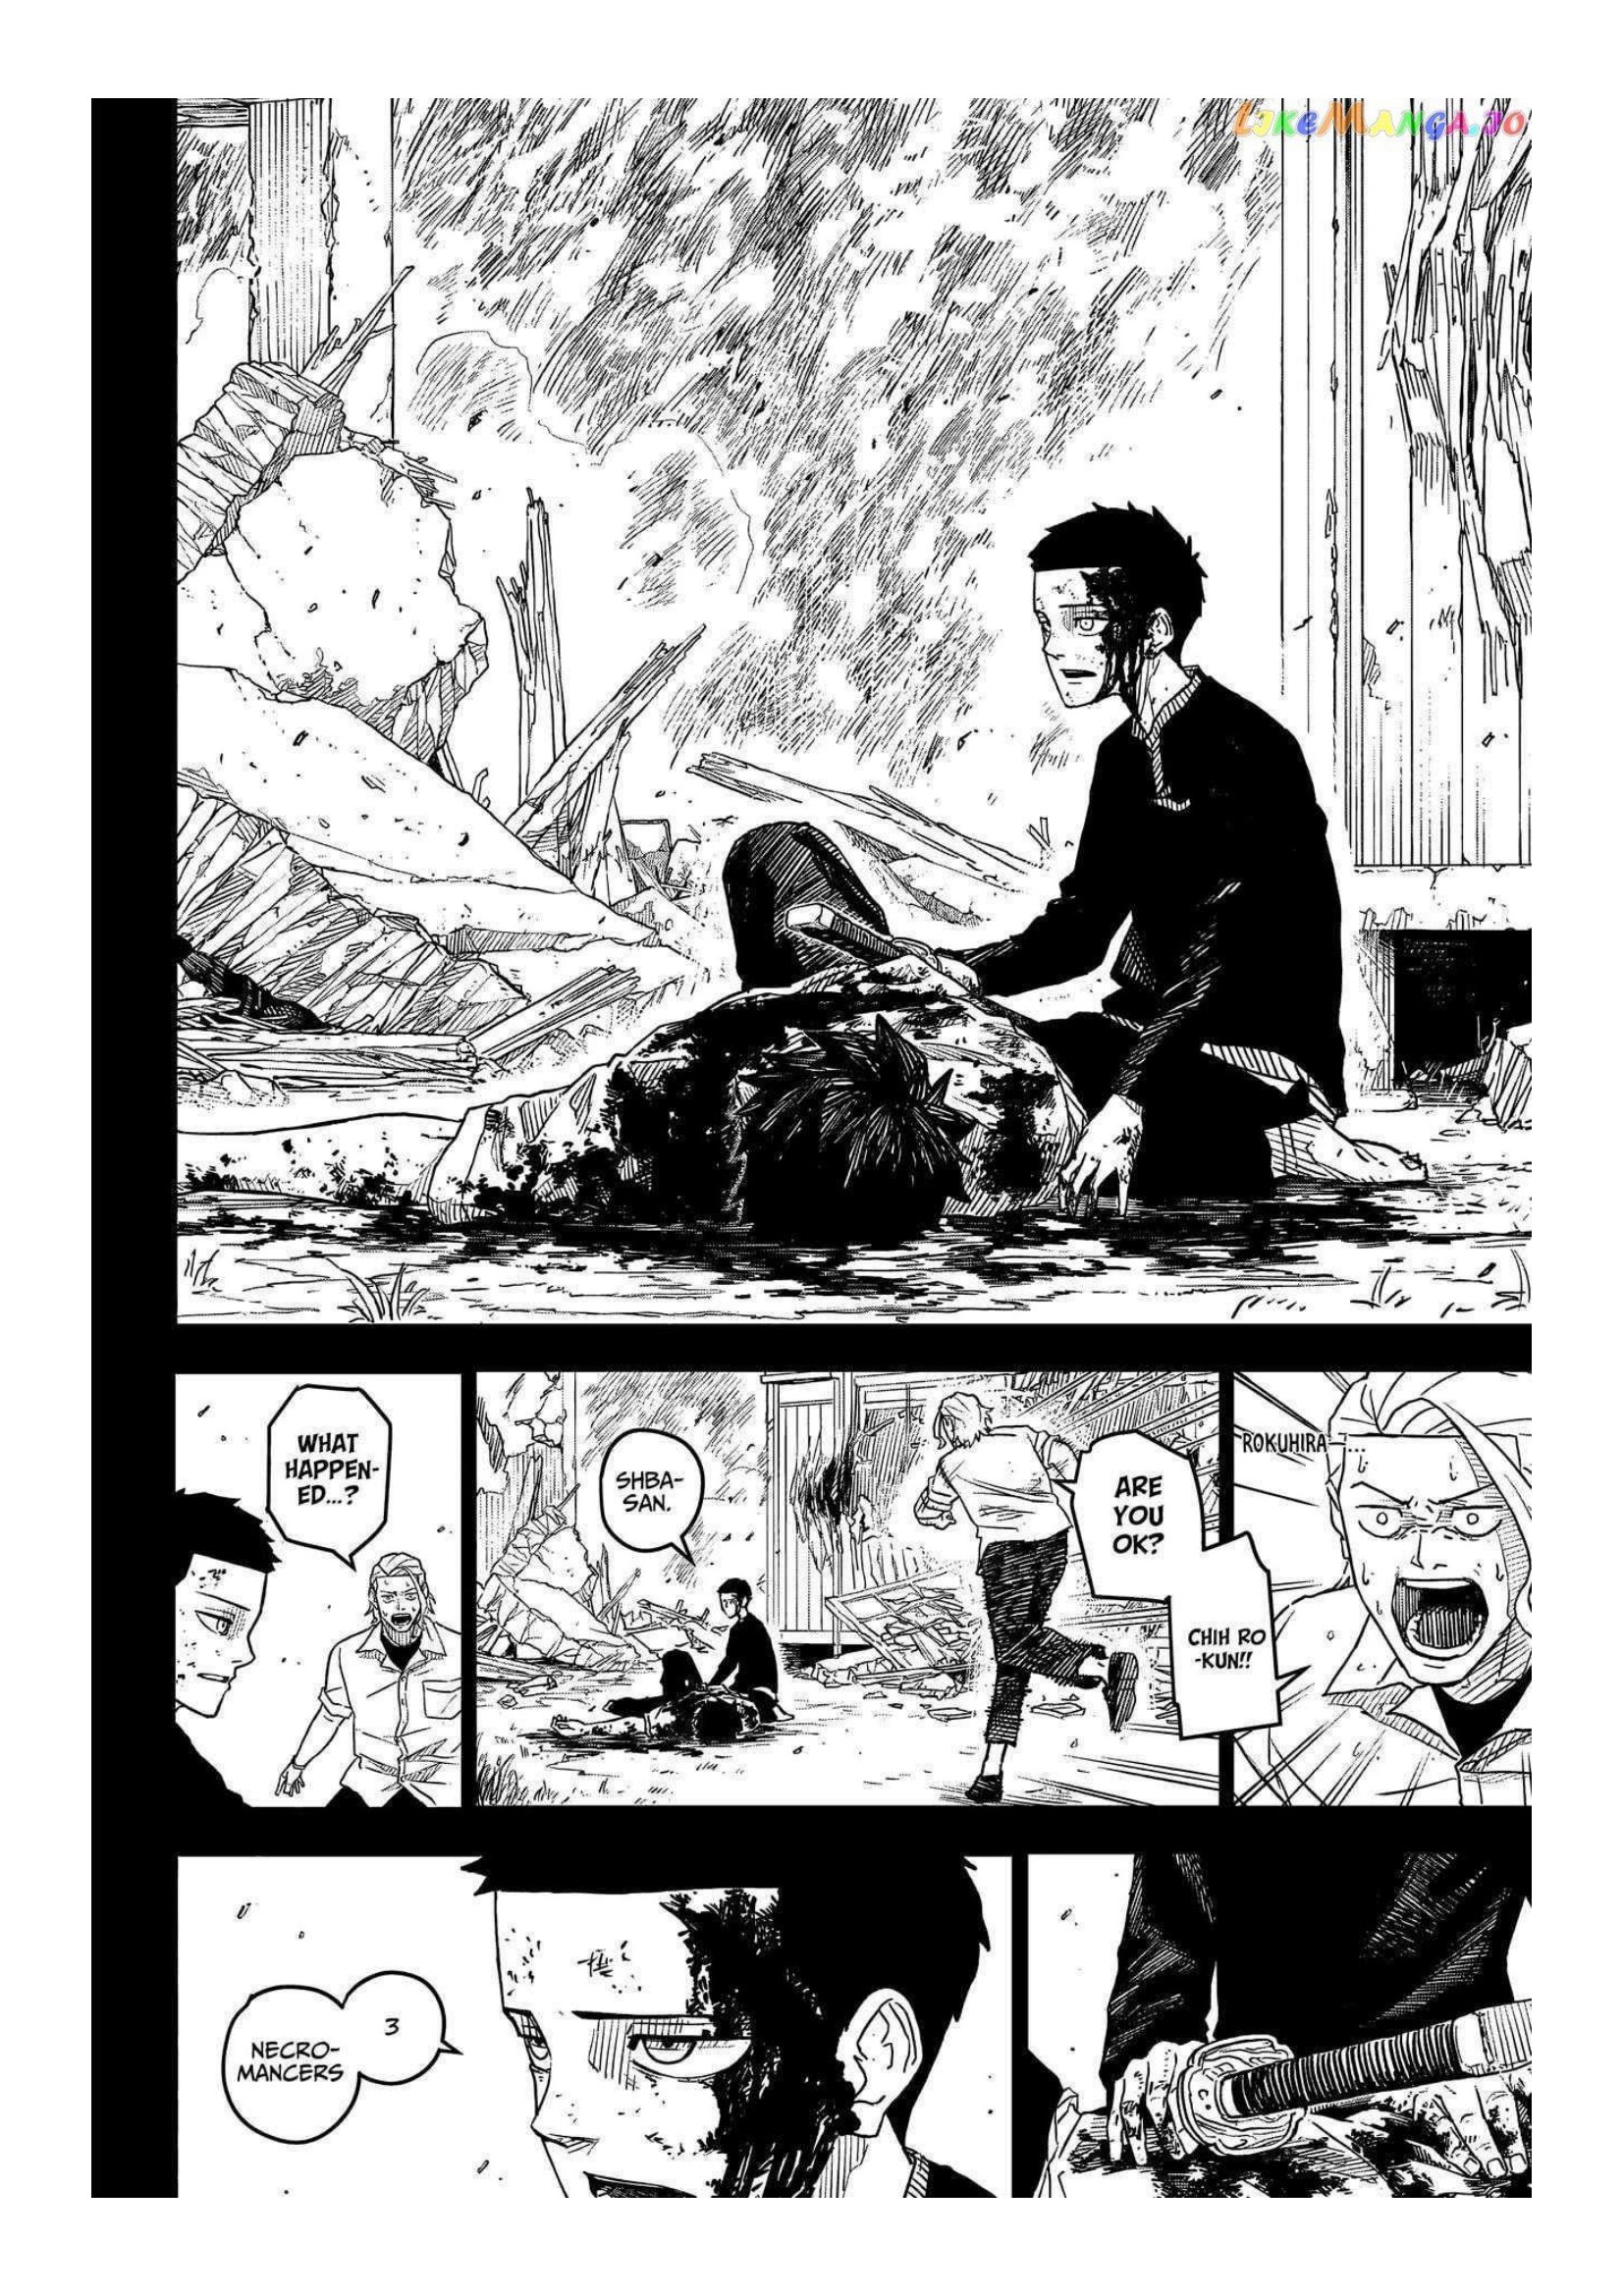 LIKEMANGA.IO
ROKUHIRA—!...
CHIH RO
-KUN!!
ARE
YOU
OK?
SHBA-
SAN.
WHAT
HAPPEN-
ED...?
3
NECRO-
MANCERS